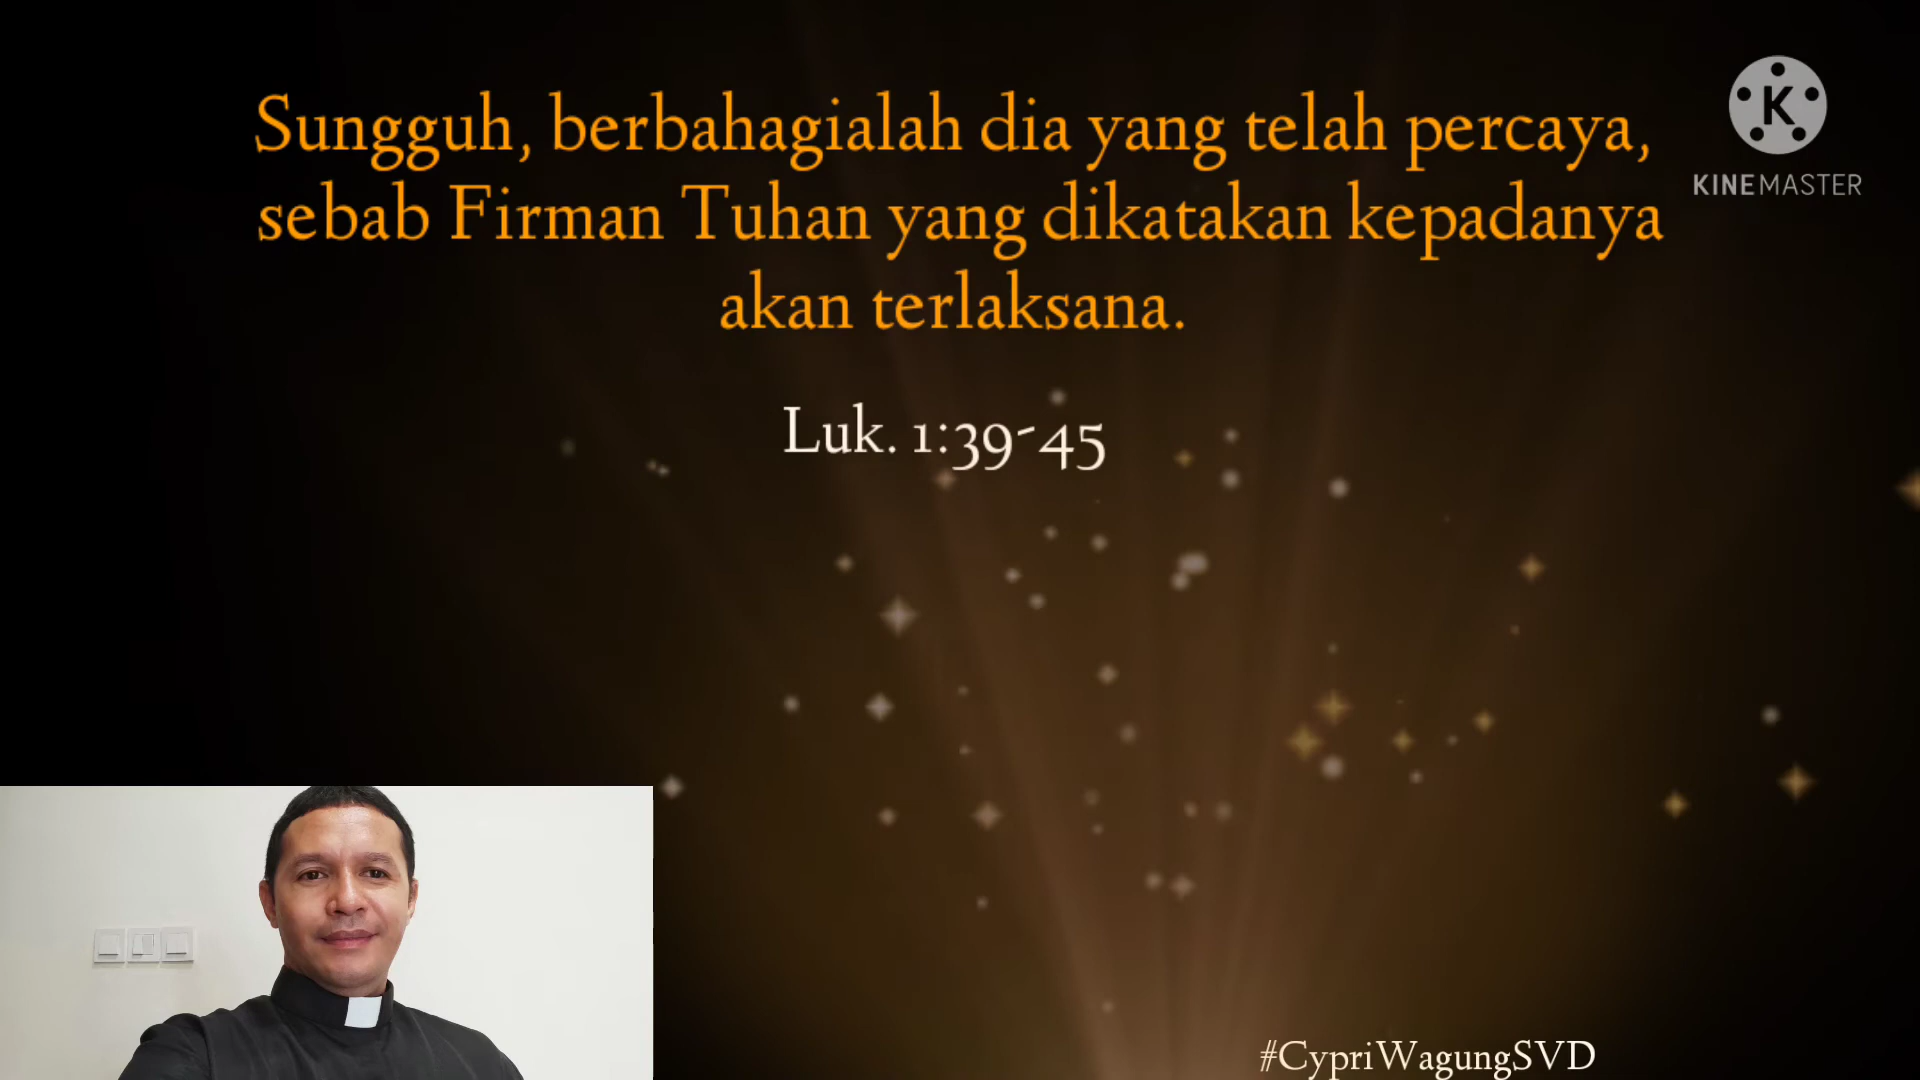 Sungguh, berbahagialah dia yang telah percaya,
sebab Firman Tuhan yang dikatakan kepadanya
akan terlaksana.
Luk. 1:39-45
K
KINEMASTER
#CypriWagungSVD